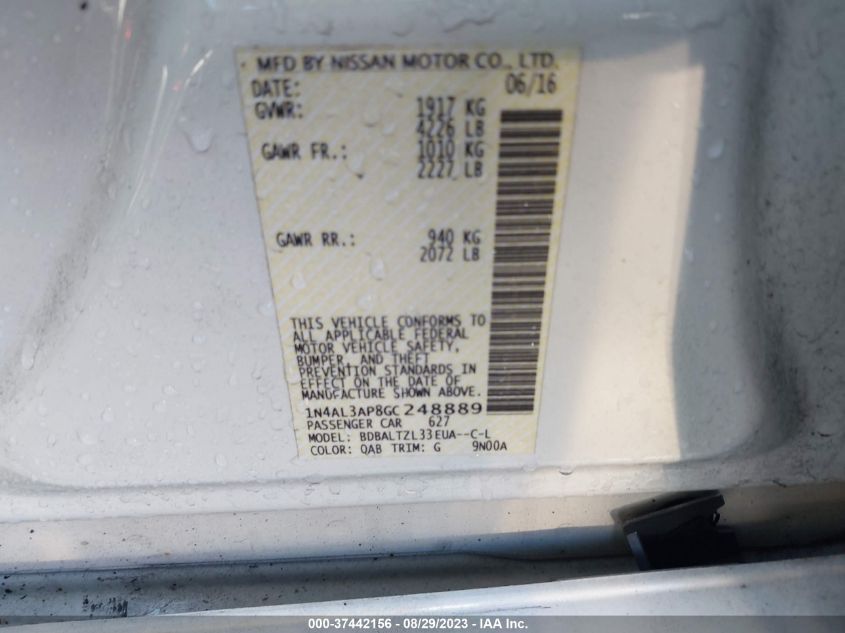 MFD BY NISSAN MOTOR CO., LTD.
DATE: 06/16
GVWR: 1917 KG
4226 LB
GAWR FR.: 1010 KG
2227 LB
GAWR RR.: 940 KG
2072 LB
THIS VEHICLE CONFORMS TO
ALL APPLICABLE FEDERAL
MOTOR VEHICLE SAFETY,
BUMPER, AND THEFT
PREVENTION STANDARDS IN
EFFECT ON THE DATE OF
MANUFACTURE SHOWN ABOVE.
1N4AL3AP8GC248889
PASSENGER CAR 627
MODEL: BDBALTZL33EUA--C-L
COLOR: QAB TRIM: G 9N00A
000-37442156 - 08/29/2023 - IAA Inc.